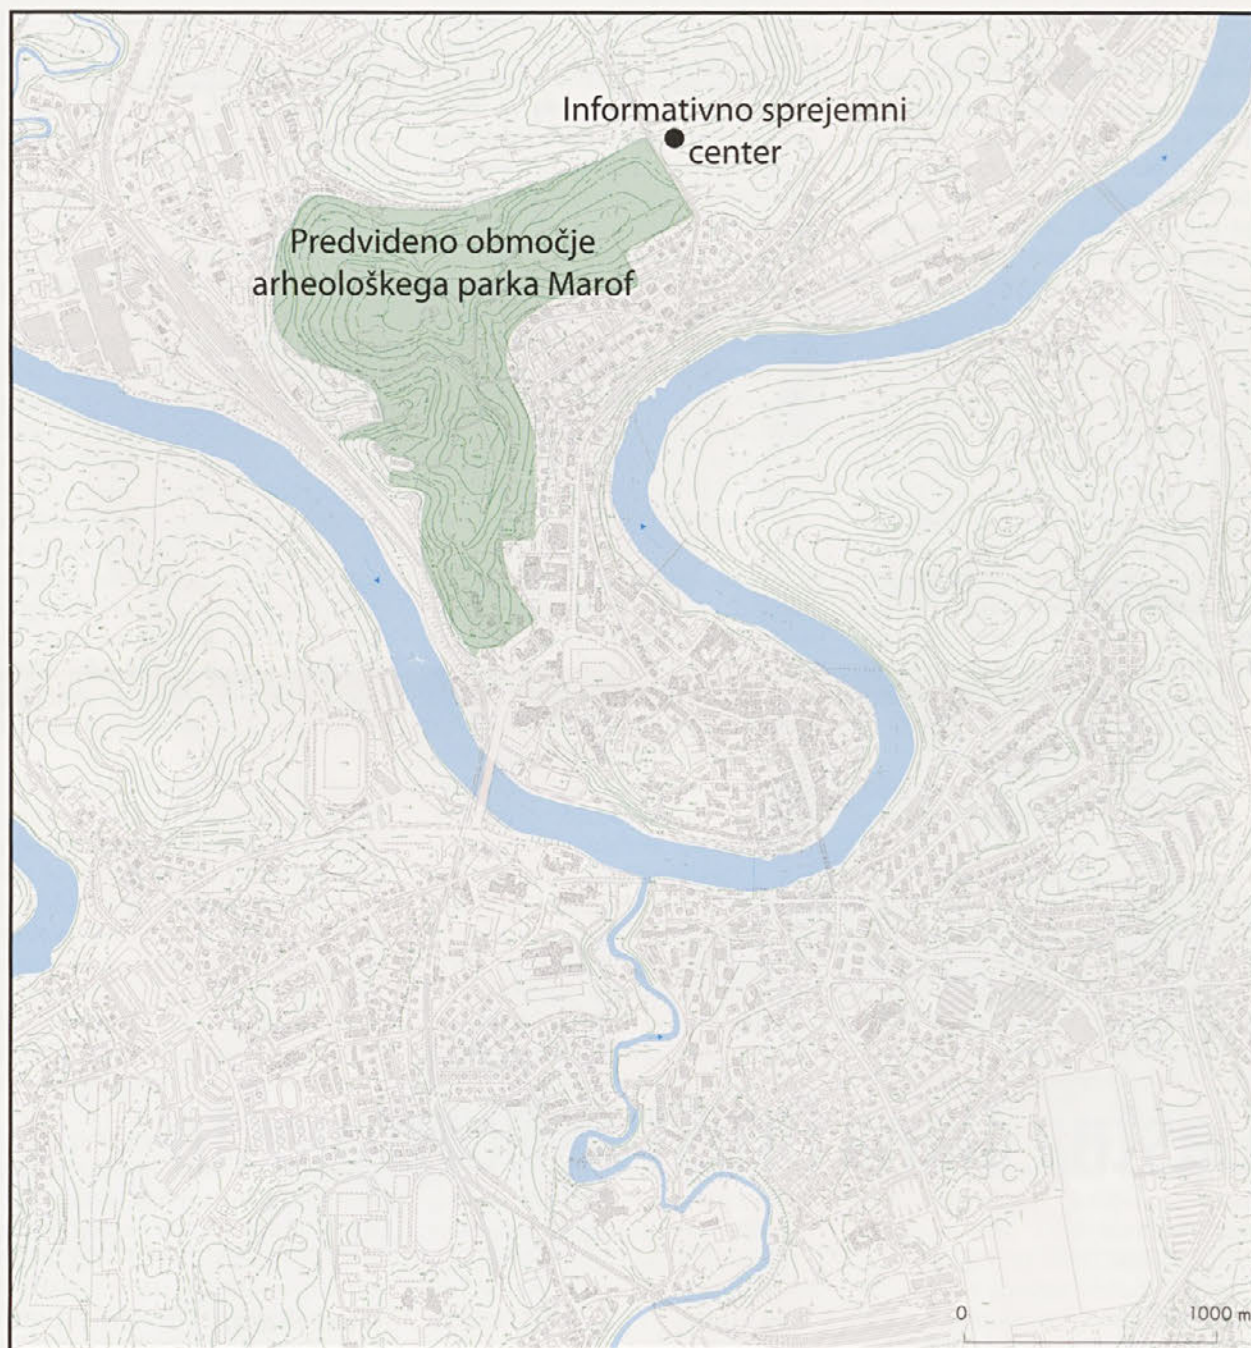 Informativno sprejemni
center
Predvideno območje
arheološkega parka Marof
0 1000 m